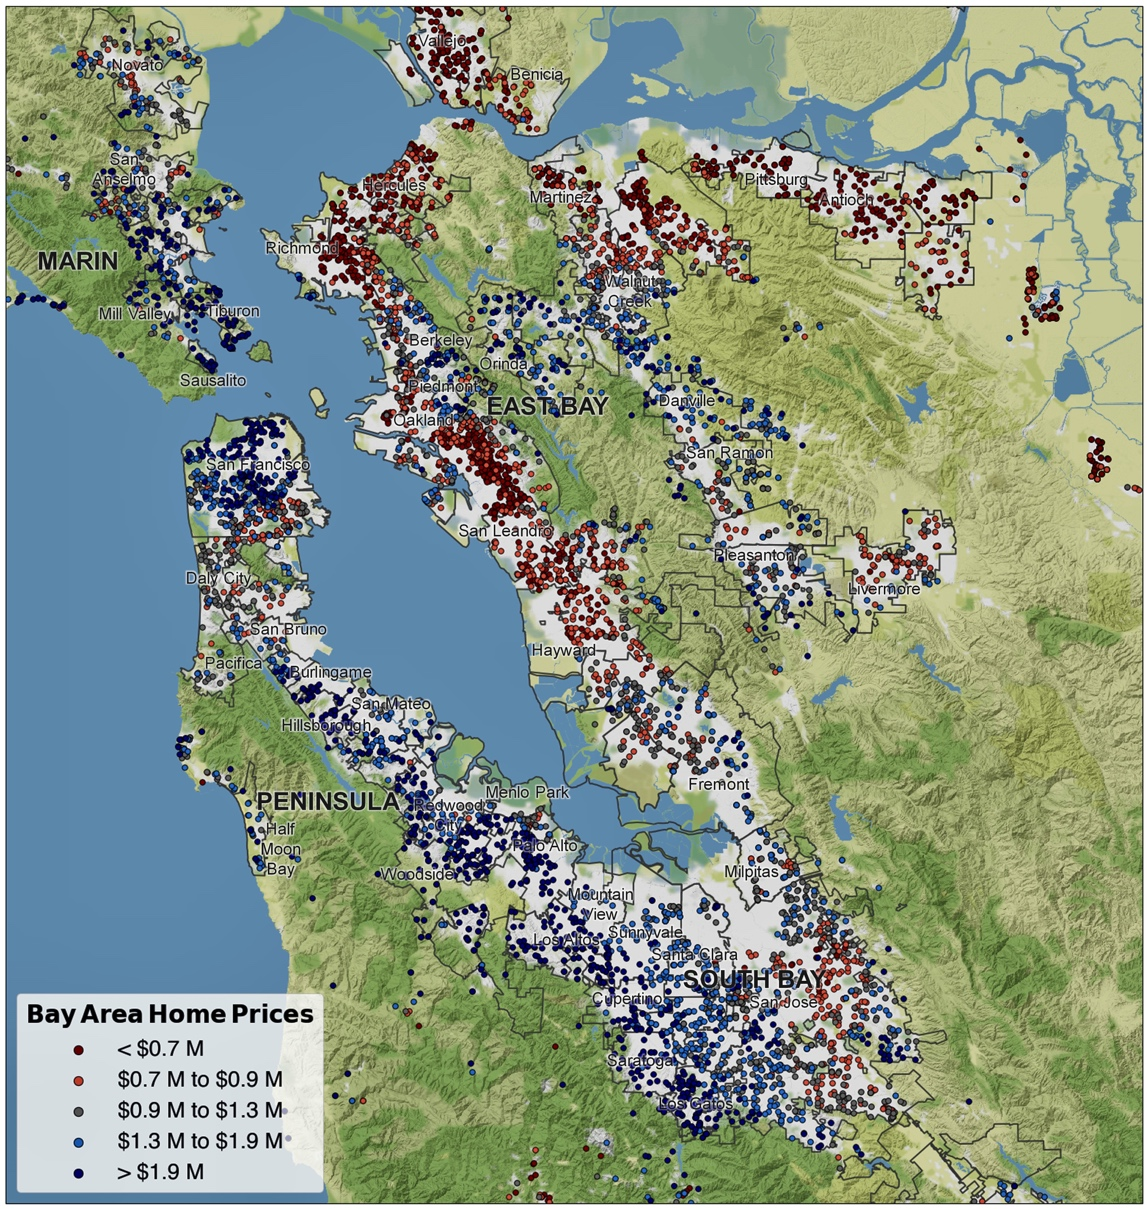 Vallejo
Novato
Benicia
San
Anselmo
Hercules
Martinez
Pittsburg
Antioch
Richmond
MARIN
Walnut
Creek
Mill Valley
Tiburon
Berkeley
Orinda
Sausalito
Piedmont
EAST BAY
Danville
Oakland
San Ramon
San Francisco
San Leandro
Pleasanton
Daly City
Livermore
San Bruno
Hayward
Pacifica
Burlingame
San Mateo
Hillsborough
Fremont
Menlo Park
PENINSULA
Redwood
City
Half
Moon
Bay
Palo Alto
Woodside
Milpitas
Mountain
View
Sunnyvale
Los Altos
Santa Clara
SOUTH BAY
Cupertino
San Jose
Saratoga
Los Gatos
Bay Area Home Prices
< $0.7 M
$0.7 M to $0.9 M
$0.9 M to $1.3 M
$1.3 M to $1.9 M
> $1.9 M